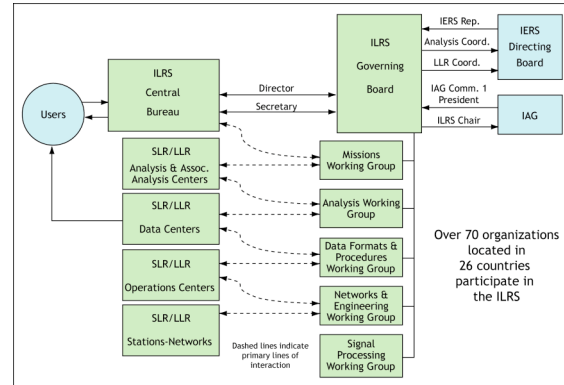 Users
ILRS
Central
Bureau
Director
Secretary
ILRS
Governing
Board
IERS Rep.
Analysis Coord.
LLR Coord.
IERS
Directing
Board
IAG Comm. 1
President
ILRS Chair
IAG
SLR/LLR
Analysis & Assoc.
Analysis Centers
SLR/LLR
Data Centers
SLR/LLR
Operations Centers
SLR/LLR
Stations-Networks
Missions
Working Group
Analysis Working
Group
Data Formats &
Procedures
Working Group
Networks &
Engineering
Working Group
Signal
Processing
Working Group
Dashed lines indicate
primary lines of
interaction
Over 70 organizations
located in
26 countries
participate in
the ILRS